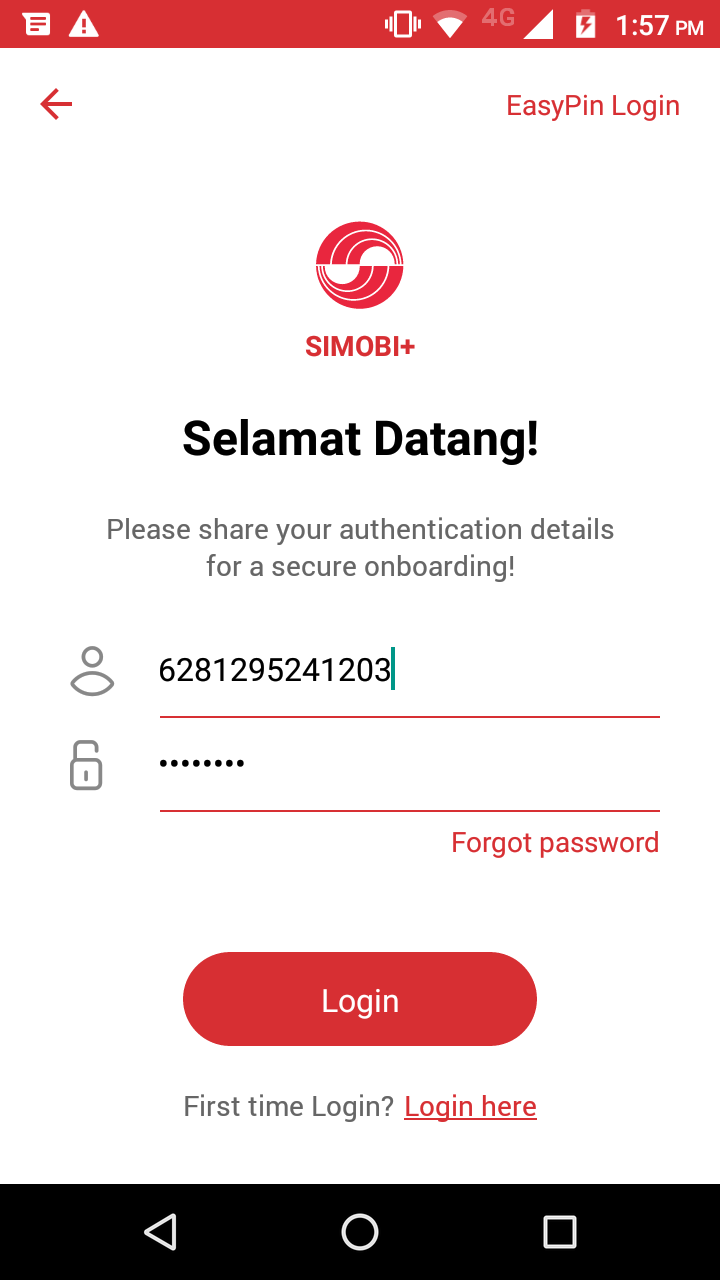 4G 1:57 PM
EasyPin Login
SIMOBI+
Selamat Datang!
Please share your authentication details
for a secure onboarding!
6281295241203
••••••••
Forgot password
Login
First time Login? Login here